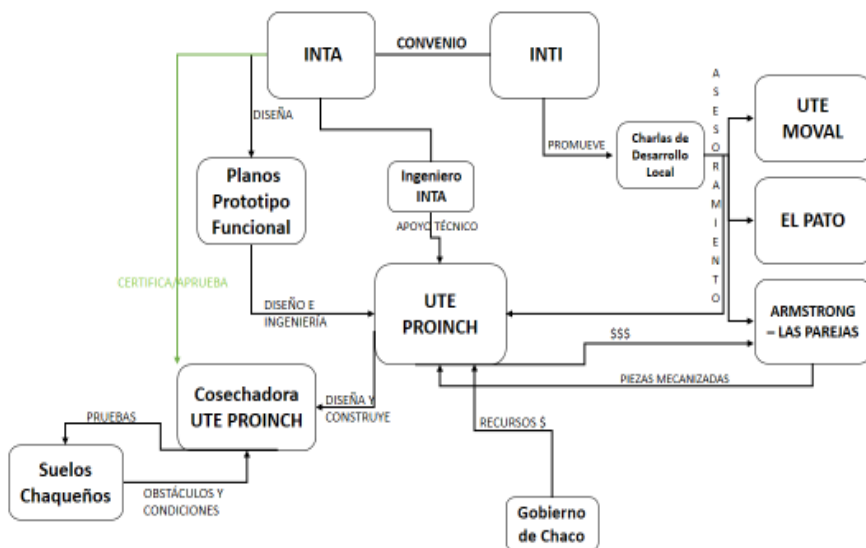 INTA
CONVENIO
INTI
DISEÑA
PROMUEVE
Charlas de
Desarrollo
Local
ASESORAMIENTO
UTE
MOVAL
Planos
Prototipo
Funcional
Ingeniero
INTA
APOYO TÉCNICO
EL PATO
CERTIFICA/APRUEBA
DISEÑO E
INGENIERÍA
UTE
PROINCH
ARMSTRONG
– LAS PAREJAS
$$$
PIEZAS MECANIZADAS
Cosechadora
UTE PROINCH
DISEÑA Y
CONSTRUYE
RECURSOS $
PRUEBAS
Suelos
Chaqueños
OBSTÁCULOS Y
CONDICIONES
Gobierno
de Chaco